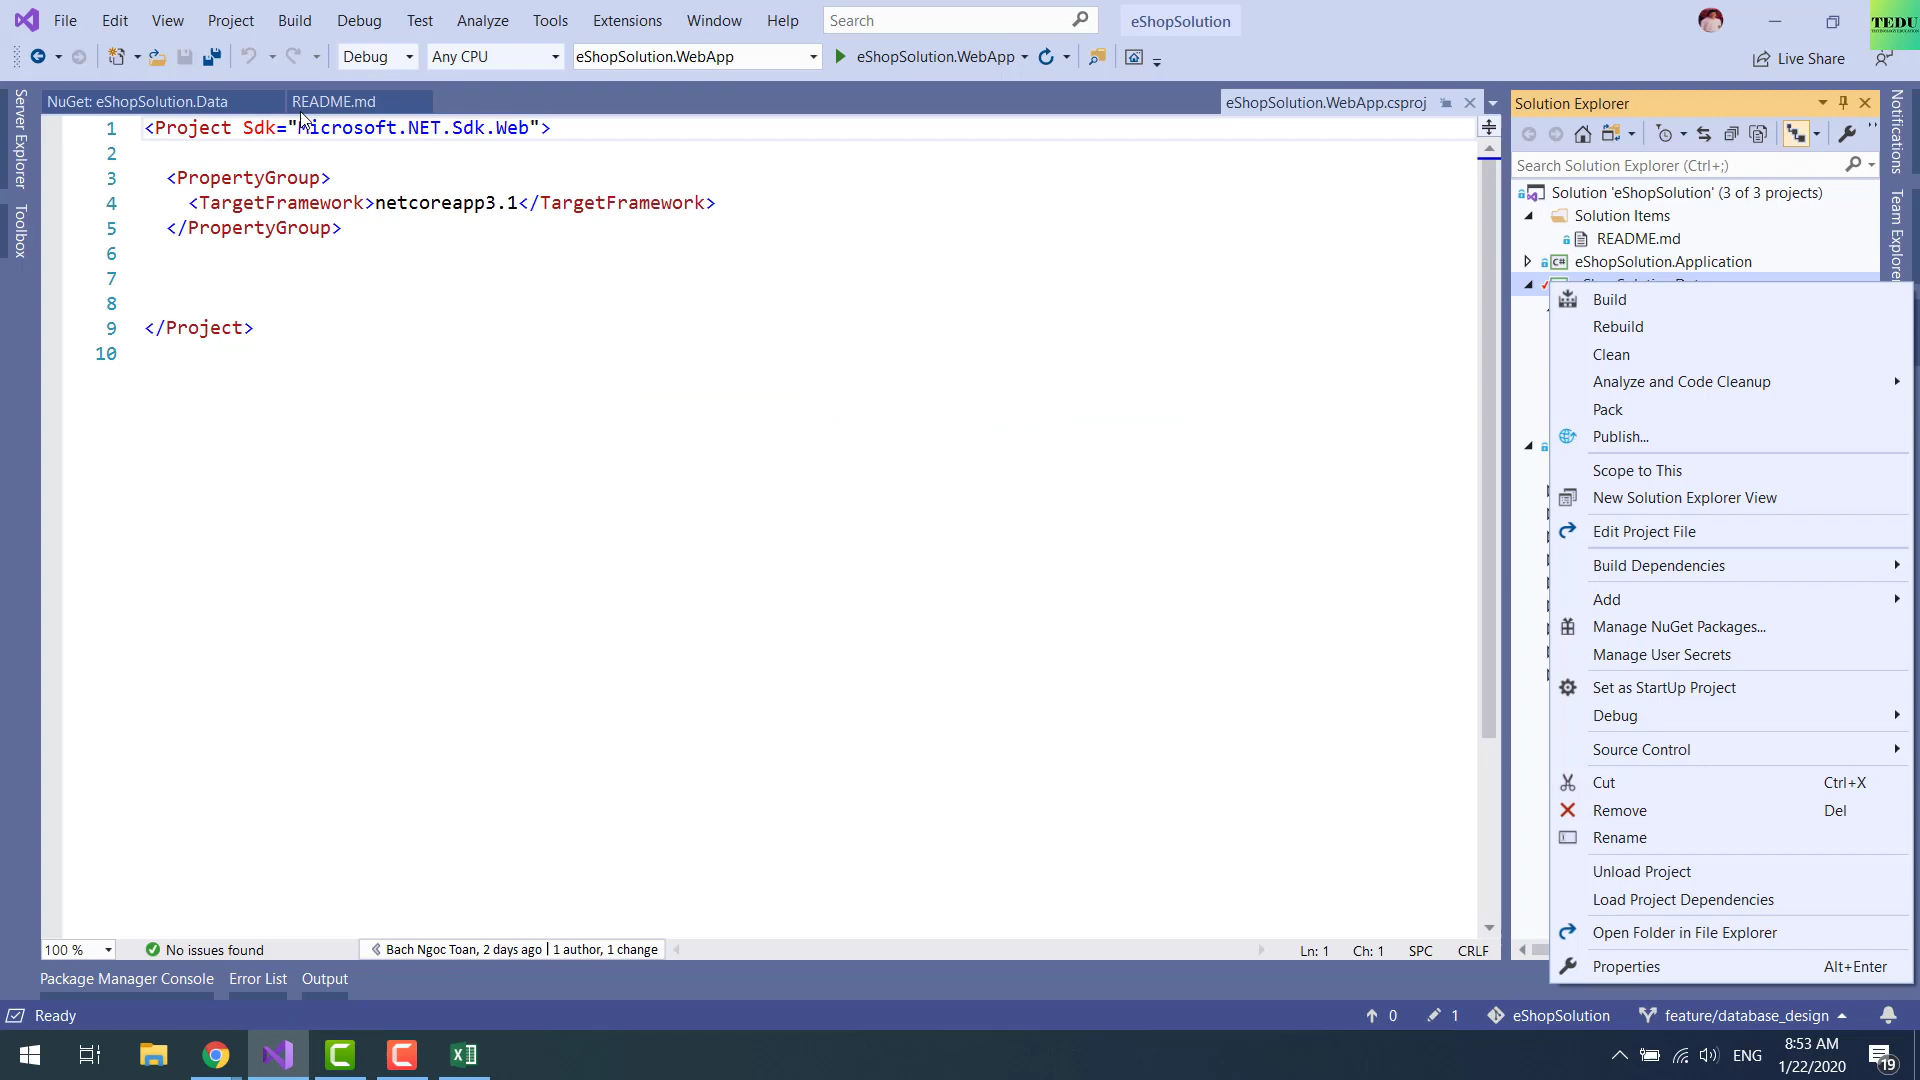 File Edit View Project Build Debug Test Analyze Tools Extensions Window Help Search eShopSolution
TEDU
Debug Any CPU eShopSolution.WebApp eShopSolution.WebApp Live Share
NuGet: eShopSolution.Data README.md eShopSolution.WebApp.csproj
Server Explorer
Toolbox
1 <Project Sdk="Microsoft.NET.Sdk.Web">
2
3 <PropertyGroup>
4 <TargetFramework>netcoreapp3.1</TargetFramework>
5 </PropertyGroup>
6
7
8
9 </Project>
10
Solution Explorer
Search Solution Explorer (Ctrl+;)
Solution 'eShopSolution' (3 of 3 projects)
Solution Items
README.md
eShopSolution.Application
Notifications
Team Explorer
Build
Rebuild
Clean
Analyze and Code Cleanup
Pack
Publish...
Scope to This
New Solution Explorer View
Edit Project File
Build Dependencies
Add
Manage NuGet Packages...
Manage User Secrets
Set as StartUp Project
Debug
Source Control
Cut Ctrl+X
Remove Del
Rename
Unload Project
Load Project Dependencies
Open Folder in File Explorer
Properties Alt+Enter
100 % No issues found Bach Ngoc Toan, 2 days ago | 1 author, 1 change Ln: 1 Ch: 1 SPC CRLF
Package Manager Console Error List Output
Ready 0 1 eShopSolution feature/database_design
ENG 8:53 AM
1/22/2020
19